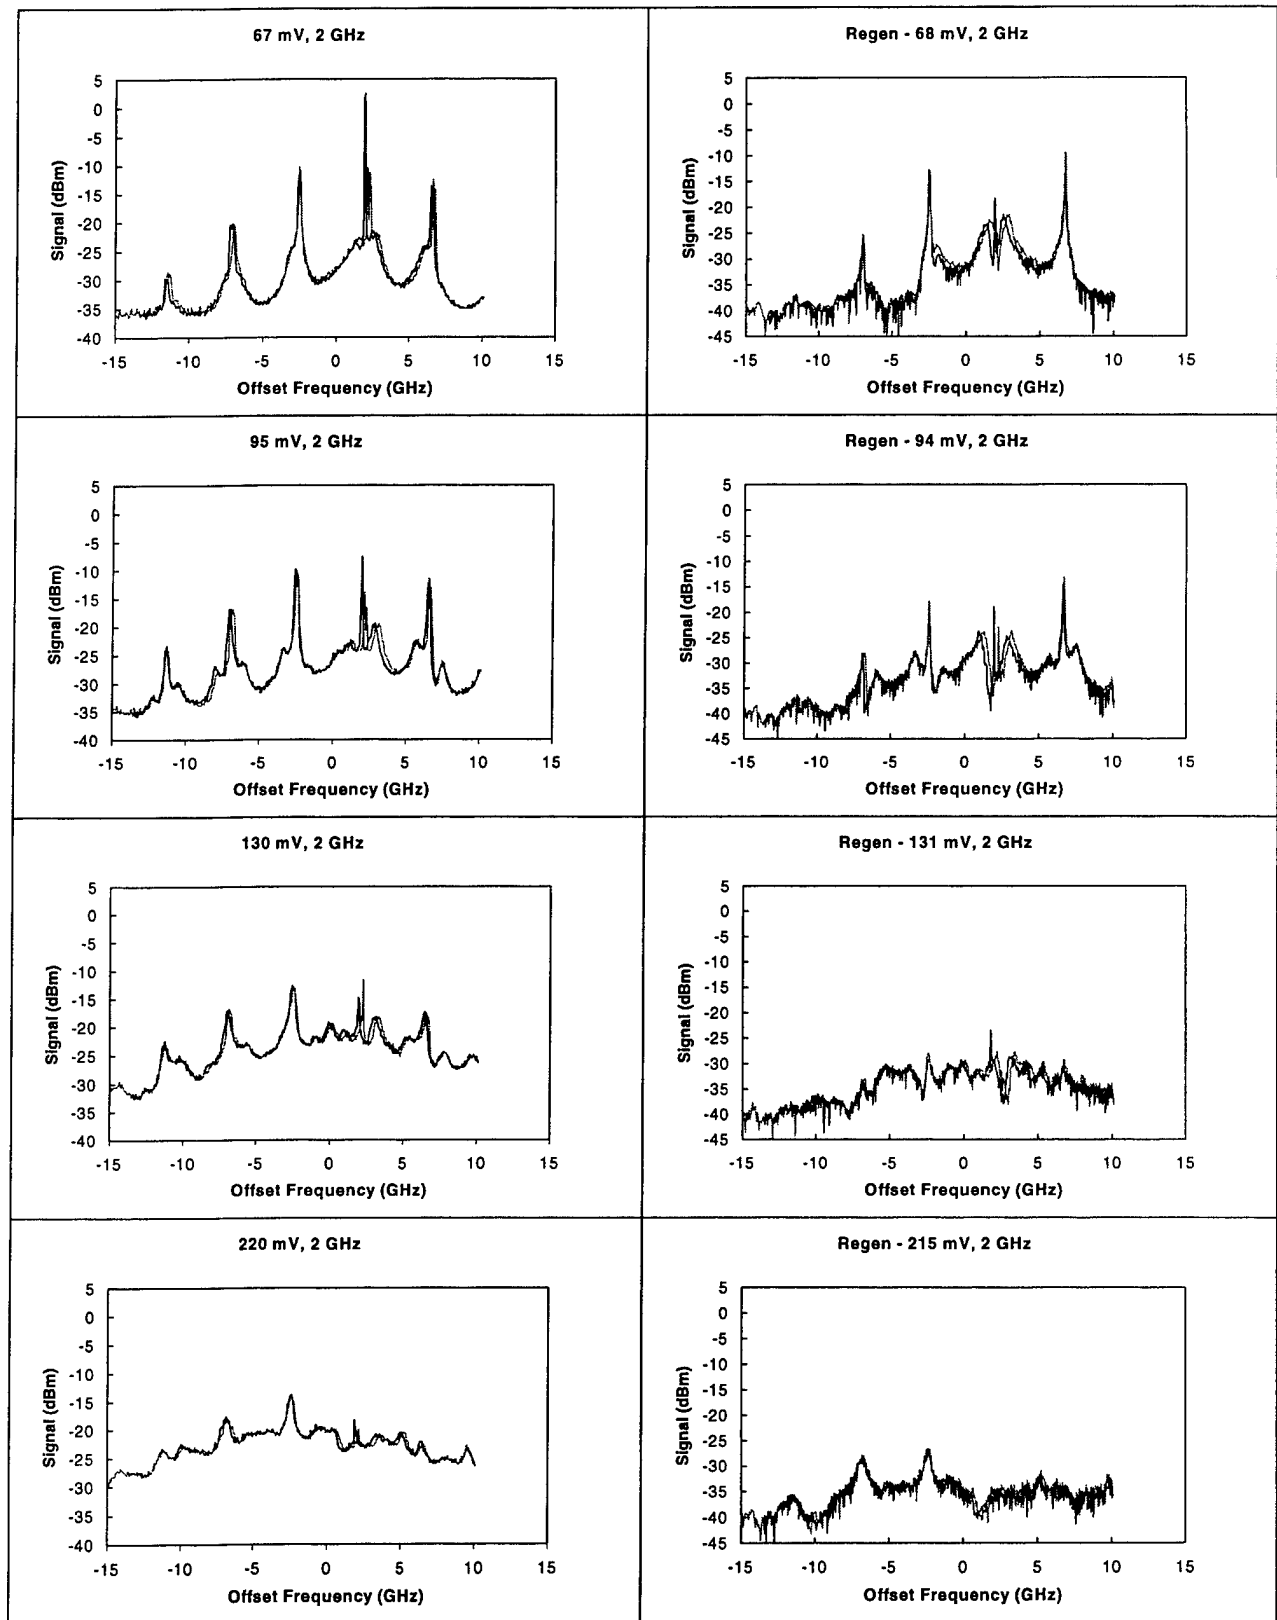 67 mV, 2 GHz
5
0
-5
-10
-15
-20
-25
-30
-35
-40
Signal (dBm)
-15 -10 -5 0 5 10 15
Offset Frequency (GHz)
Regen - 68 mV, 2 GHz
5
0
-5
-10
-15
-20
-25
-30
-35
-40
-45
Signal (dBm)
-15 -10 -5 0 5 10 15
Offset Frequency (GHz)
95 mV, 2 GHz
5
0
-5
-10
-15
-20
-25
-30
-35
-40
Signal (dBm)
-15 -10 -5 0 5 10 15
Offset Frequency (GHz)
Regen - 94 mV, 2 GHz
5
0
-5
-10
-15
-20
-25
-30
-35
-40
-45
Signal (dBm)
-15 -10 -5 0 5 10 15
Offset Frequency (GHz)
130 mV, 2 GHz
5
0
-5
-10
-15
-20
-25
-30
-35
-40
Signal (dBm)
-15 -10 -5 0 5 10 15
Offset Frequency (GHz)
Regen - 131 mV, 2 GHz
5
0
-5
-10
-15
-20
-25
-30
-35
-40
-45
Signal (dBm)
-15 -10 -5 0 5 10 15
Offset Frequency (GHz)
220 mV, 2 GHz
5
0
-5
-10
-15
-20
-25
-30
-35
-40
Signal (dBm)
-15 -10 -5 0 5 10 15
Offset Frequency (GHz)
Regen - 215 mV, 2 GHz
5
0
-5
-10
-15
-20
-25
-30
-35
-40
-45
Signal (dBm)
-15 -10 -5 0 5 10 15
Offset Frequency (GHz)